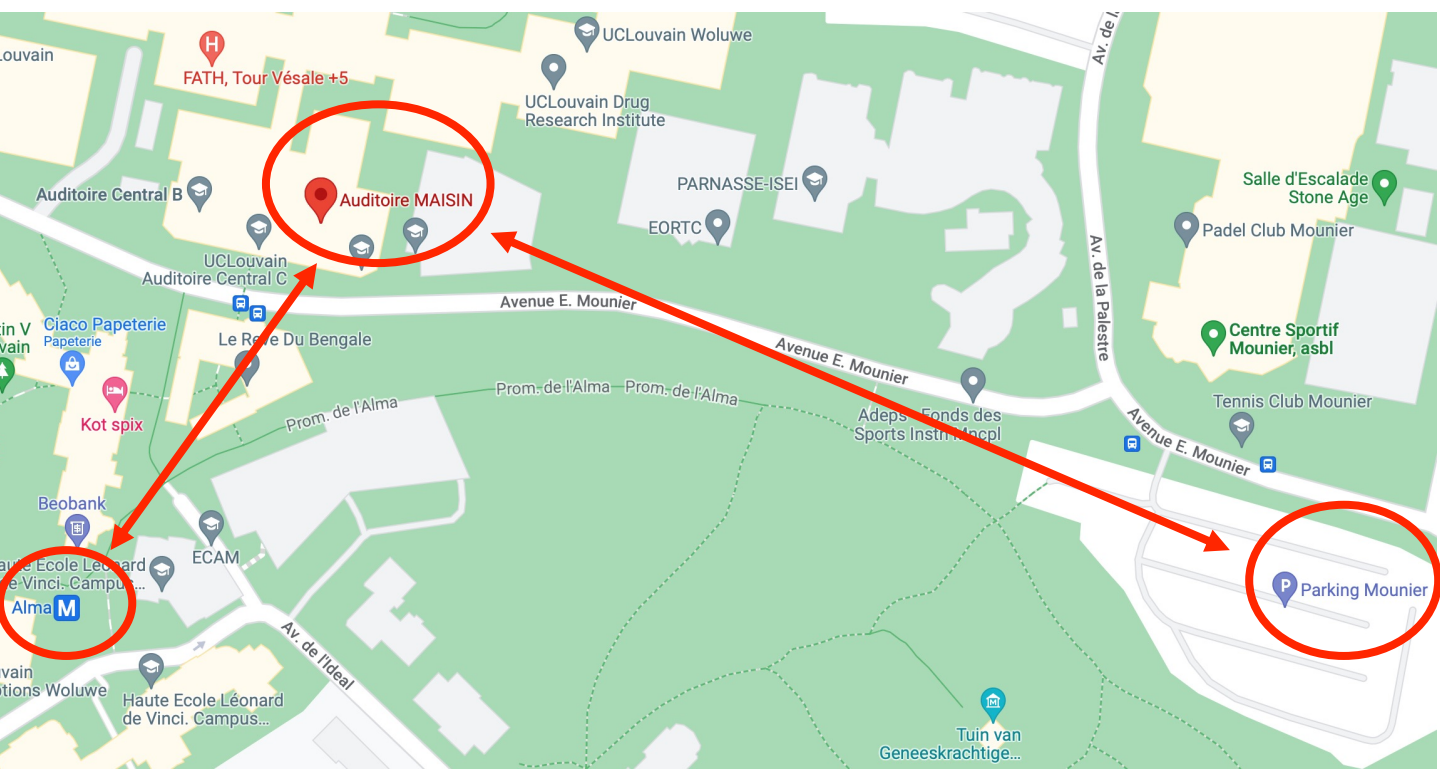 Louvain
H
FATH, Tour Vésale +5
UCLouvain Woluwe
UCLouvain Drug
Research Institute
Av. de
Auditoire Central B
Auditoire MAISIN
PARNASSE-ISEI
EORTC
Salle d'Escalade
Stone Age
Padel Club Mounier
UCLouvain
Auditoire Central C
Avenue E. Mounier
Av. de la Palestre
Ciaco Papeterie
Papeterie
Le Reve Du Bengale
Avenue E. Mounier
Centre Sportif
Mounier, asbl
Kot spix
Prom. de l'Alma
Prom. de l'Alma
Prom. de l'Alma
Adeps - Fonds des
Sports Instn Mncpl
Tennis Club Mounier
Avenue E. Mounier
Beobank
ECAM
Haute Ecole Léonard
de Vinci. Campus...
Alma M
P
Parking Mounier
Av. de l'Ideal
Woluwe
Haute Ecole Léonard
de Vinci. Campus...
Tuin van
Geneeskrachtige...